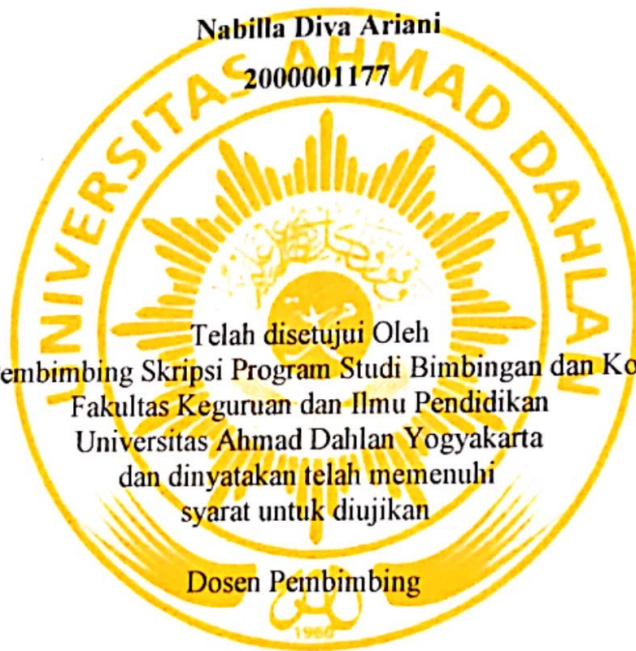 Nabilla Diva Ariani
2000001177
UNIVERSITAS AHMAD DAHLAN
Telah disetujui Oleh
embimbing Skripsi Program Studi Bimbingan dan Ko
Fakultas Keguruan dan Ilmu Pendidikan
Universitas Ahmad Dahlan Yogyakarta
dan dinyatakan telah memenuhi
syarat untuk diujikan
Dosen Pembimbing
1960